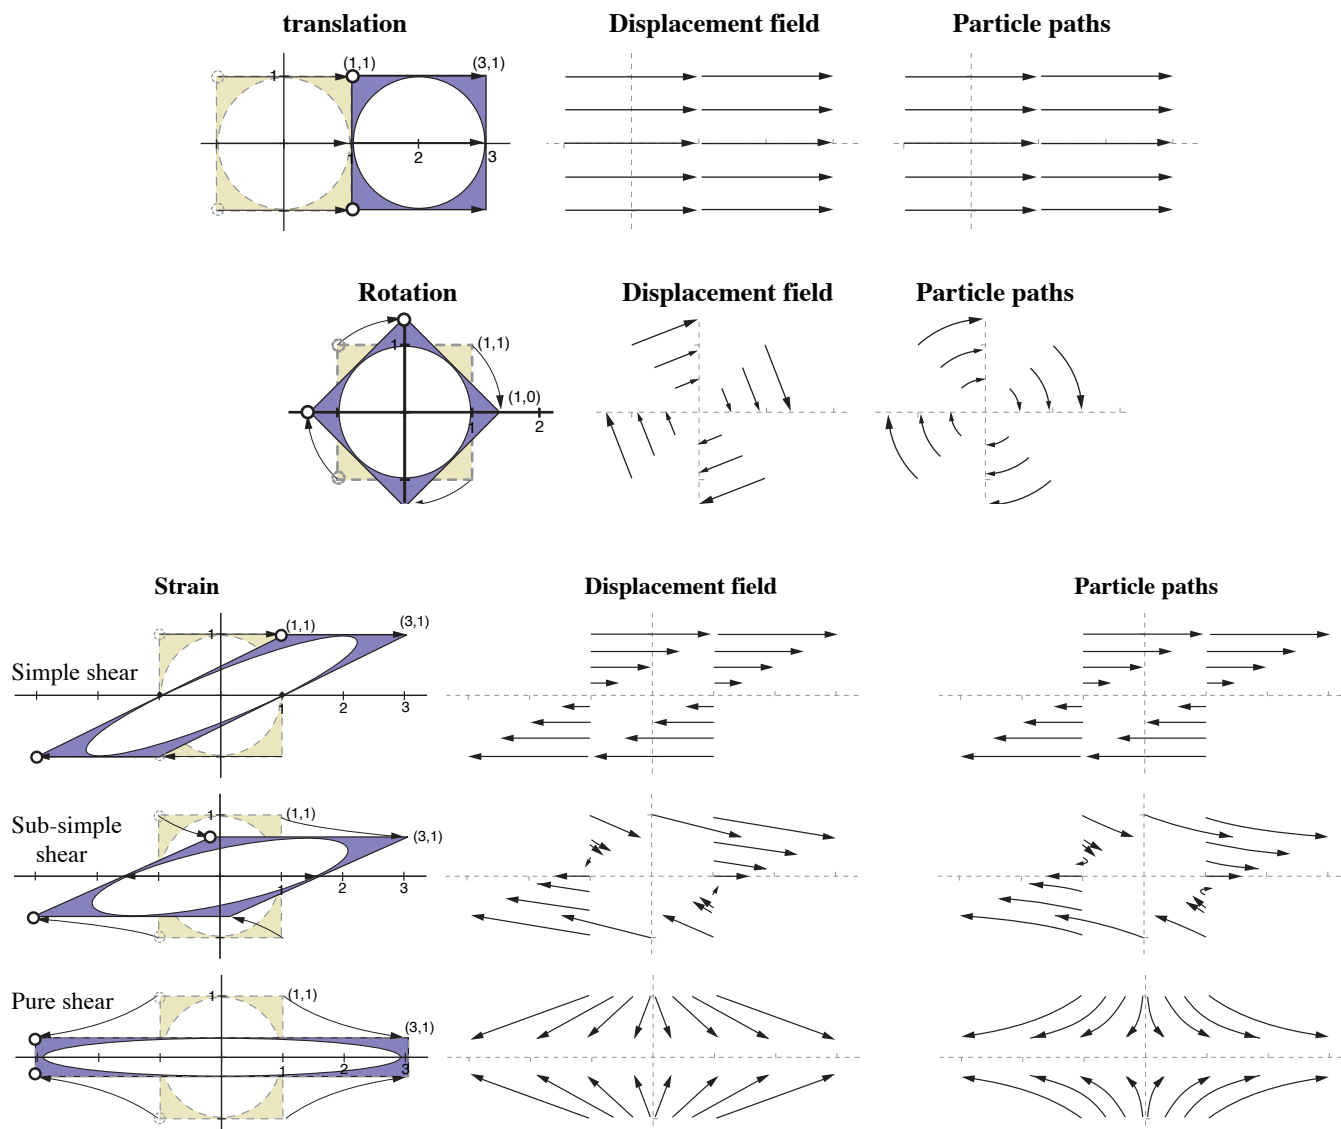 translation
Displacement field
Particle paths
(1,1)
(3,1)
1
1
2
3
Rotation
Displacement field
Particle paths
1
(1,1)
(1,0)
1
2
Strain
Displacement field
Particle paths
Simple shear
1
(1,1)
(3,1)
1
2
3
Sub-simple
shear
1
(1,1)
(3,1)
1
2
3
Pure shear
1
(1,1)
(3,1)
1
2
3